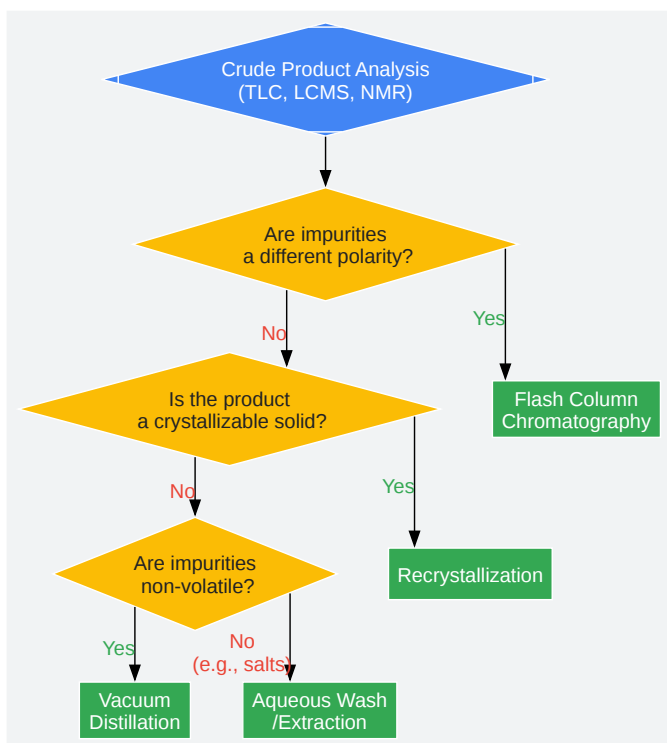 Crude Product Analysis
(TLC, LCMS, NMR)
Are impurities
a different polarity?
No
Yes
Is the product
a crystallizable solid?
Flash Column
Chromatography
No
Yes
Are impurities
non-volatile?
Recrystallization
Yes
No
(e.g., salts)
Vacuum
Distillation
Aqueous Wash
/Extraction